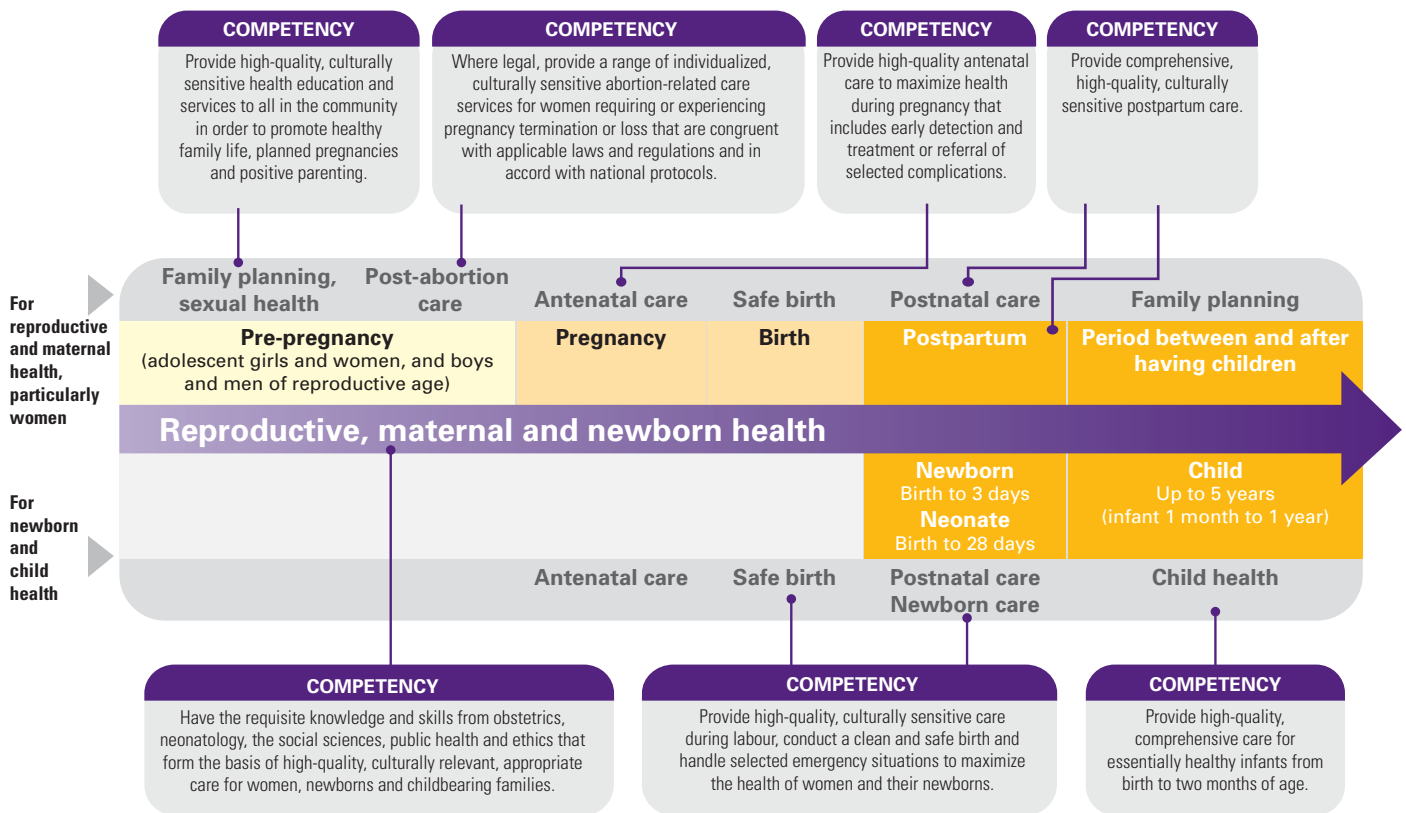 COMPETENCY
Provide high-quality, culturally
sensitive health education and
services to all in the community
in order to promote healthy
family life, planned pregnancies
and positive parenting.
COMPETENCY
Where legal, provide a range of individualized,
culturally sensitive abortion-related care
services for women requiring or experiencing
pregnancy termination or loss that are congruent
with applicable laws and regulations and in
accord with national protocols.
COMPETENCY
Provide high-quality antenatal
care to maximize health
during pregnancy that
includes early detection and
treatment or referral of
selected complications.
COMPETENCY
Provide comprehensive,
high-quality, culturally
sensitive postpartum care.
For
reproductive
and maternal
health,
particularly
women
Family planning,
sexual health
Post-abortion
care
Antenatal care
Safe birth
Postnatal care
Family planning
Pre-pregnancy
(adolescent girls and women, and boys
and men of reproductive age)
Pregnancy
Birth
Postpartum
Period between and after
having children
Reproductive, maternal and newborn health
For
newborn
and
child
health
Newborn
Birth to 3 days
Neonate
Birth to 28 days
Child
Up to 5 years
(infant 1 month to 1 year)
Antenatal care
Safe birth
Postnatal care
Newborn care
Child health
COMPETENCY
Have the requisite knowledge and skills from obstetrics,
neonatology, the social sciences, public health and ethics that
form the basis of high-quality, culturally relevant, appropriate
care for women, newborns and childbearing families.
COMPETENCY
Provide high-quality, culturally sensitive care
during labour, conduct a clean and safe birth and
handle selected emergency situations to maximize
the health of women and their newborns.
COMPETENCY
Provide high-quality,
comprehensive care for
essentially healthy infants from
birth to two months of age.